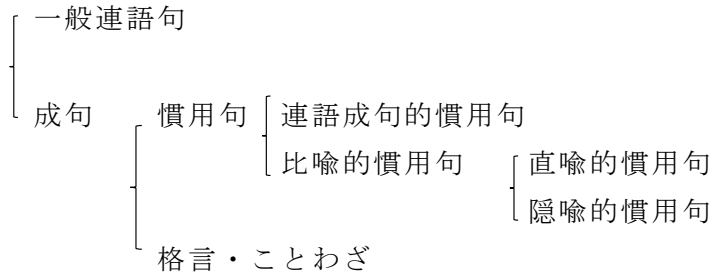 一般連語句
成句 慣用句 連語成句的慣用句
比喩的慣用句 直喩的慣用句
隠喩的慣用句
格言・ことわざ